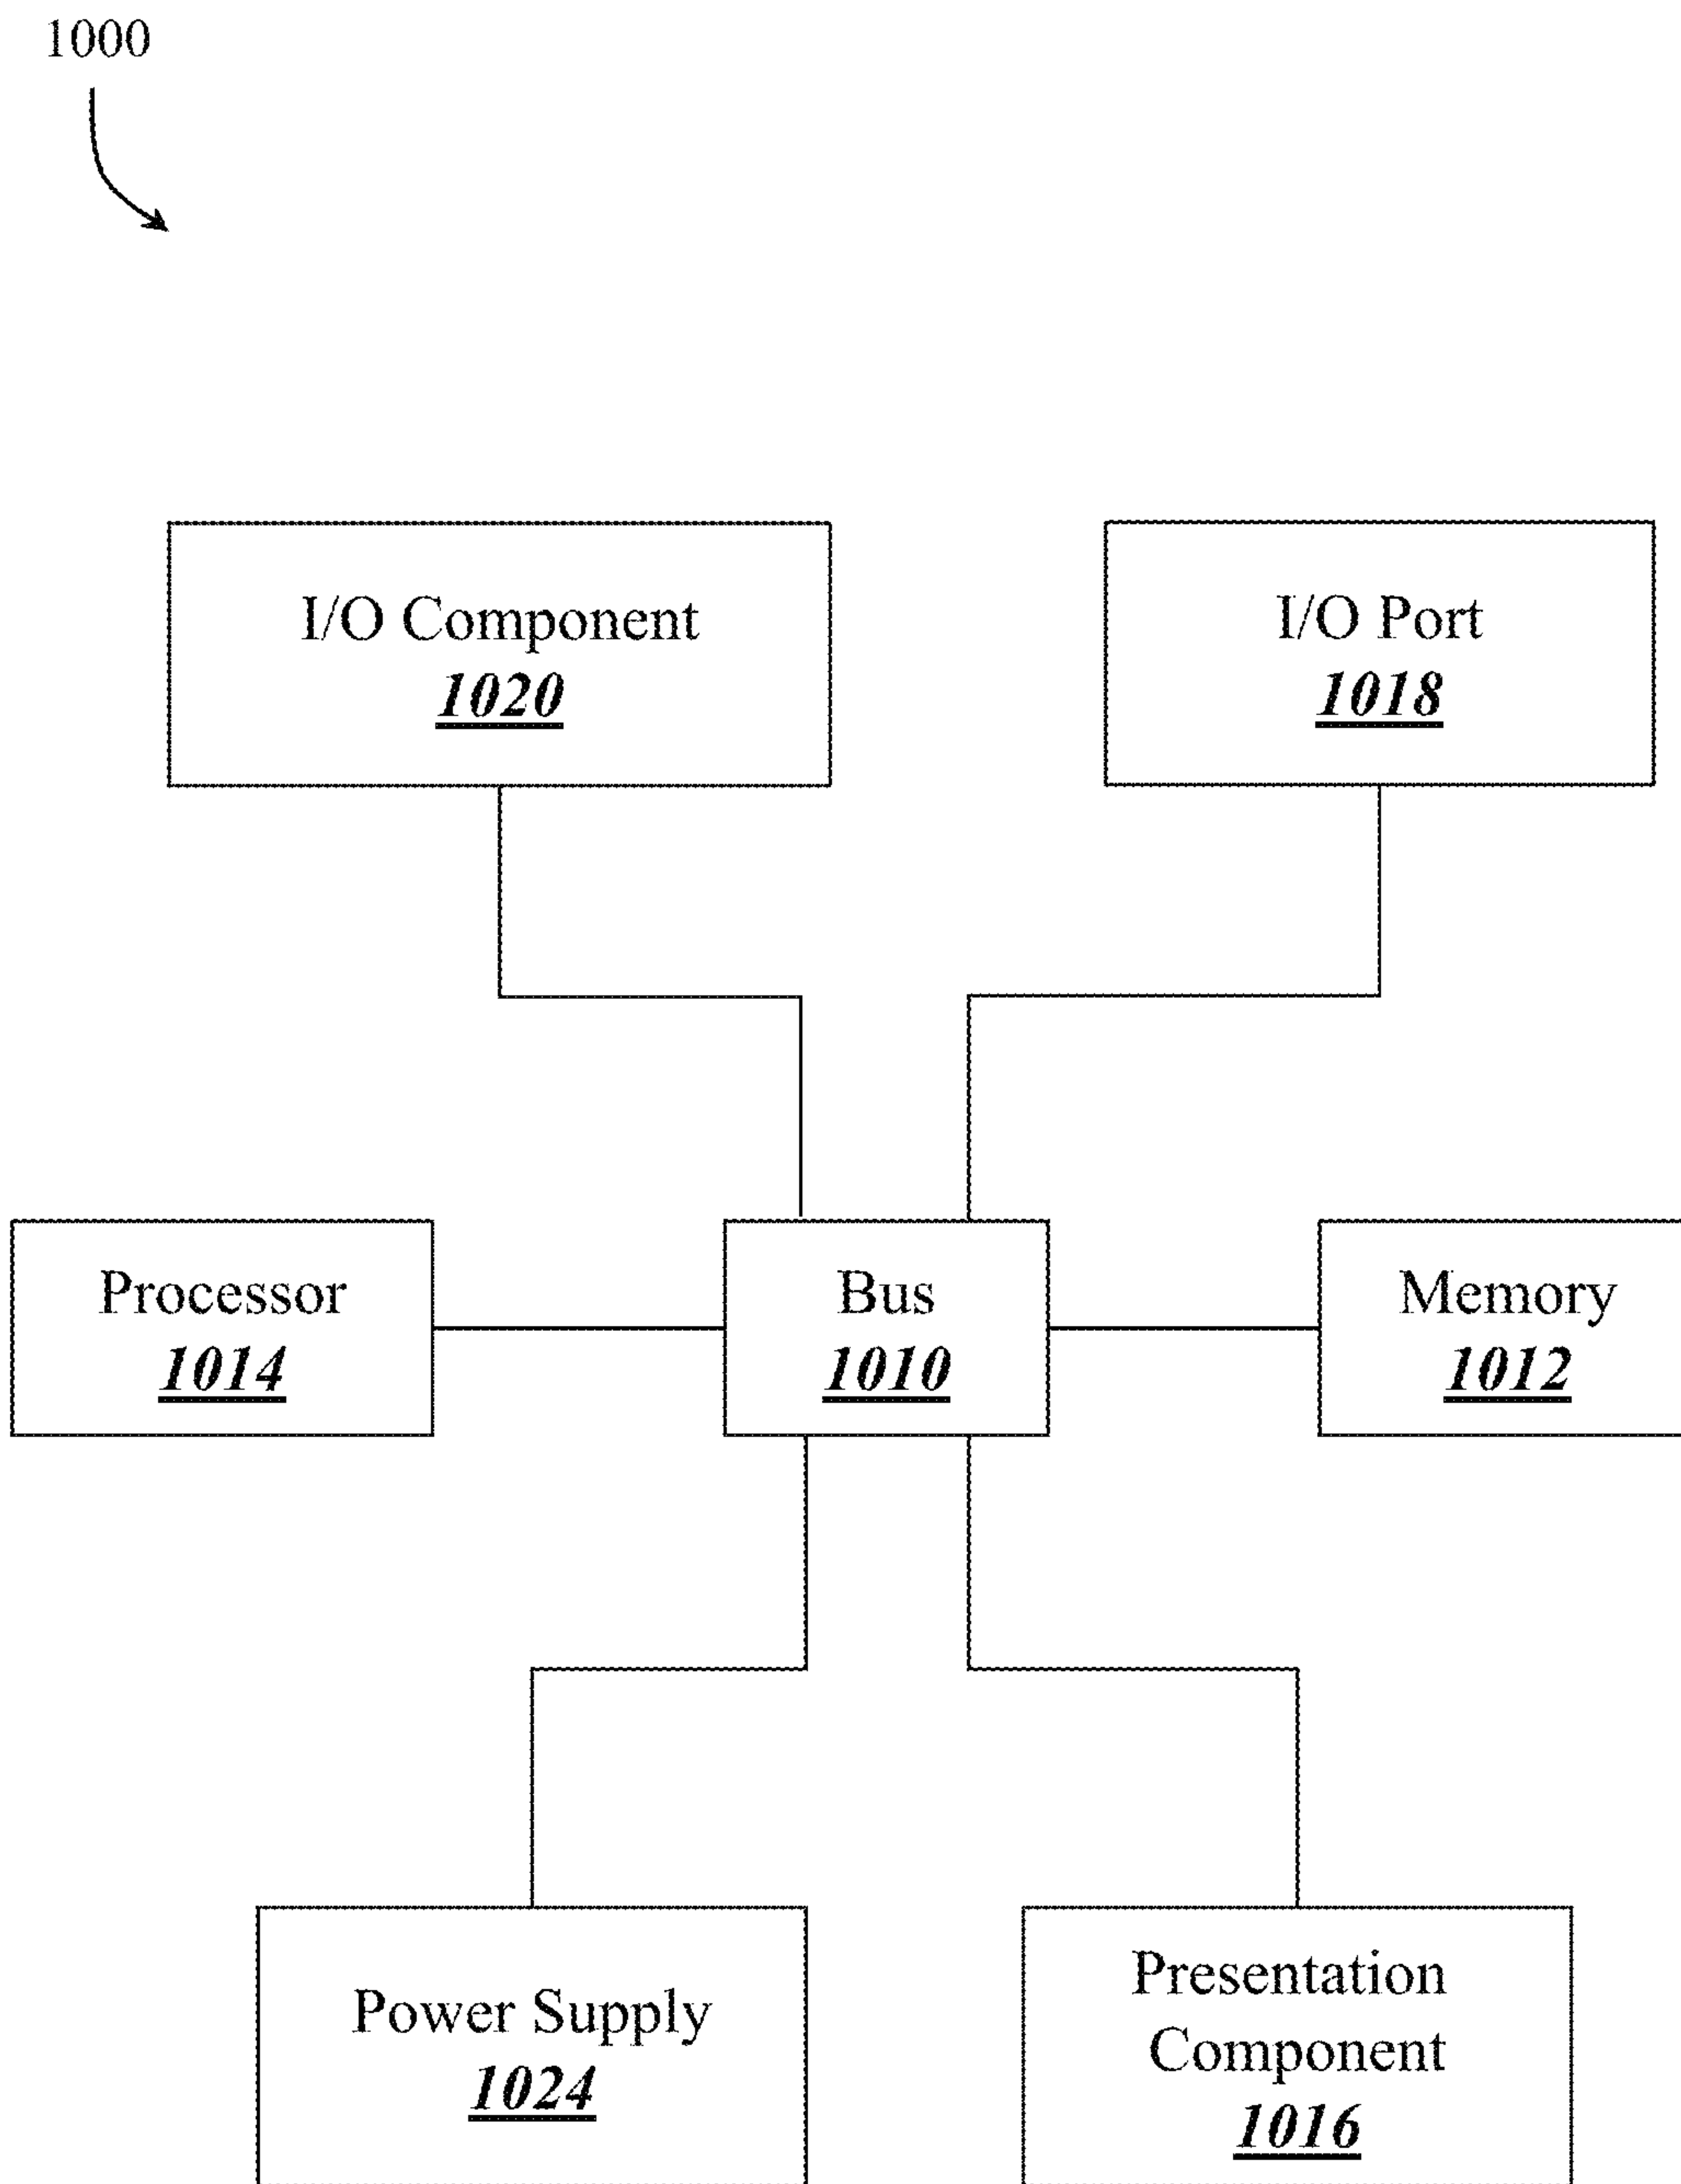 1000
I/O Component
1020
I/O Port
1018
Processor
1014
Bus
1010
Memory
1012
Power Supply
1024
Presentation
Component
1016